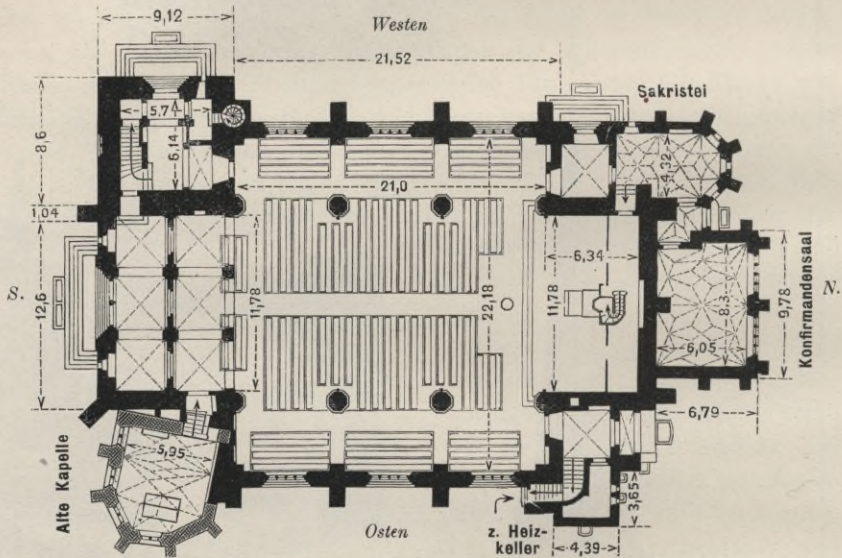 9,12
Westen
21,52
Sakristei
5,7
8,6
6,14
4,32
21,0
1,04
S.
12,6
11,78
22,18
11,78
6,34
8,3
6,05
9,78
Konfirmandensaal
N.
6,79
Alte Kapelle
5,95
Osten
z. Heiz-
keller
3,65
4,39